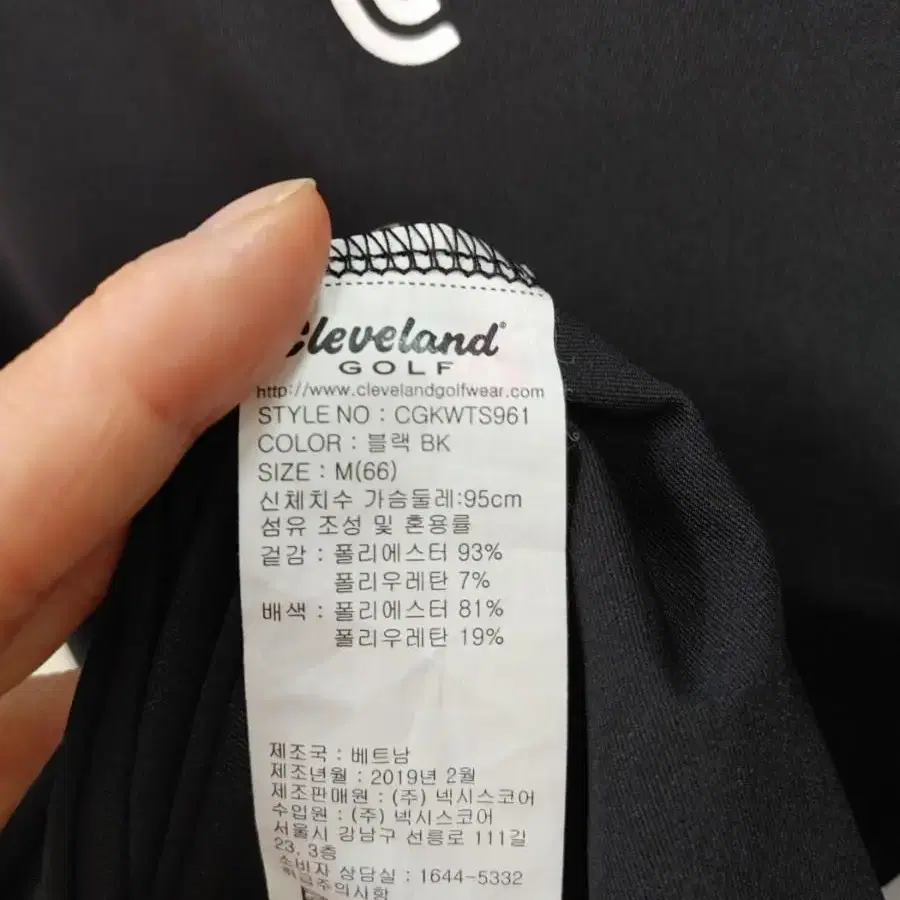 Cleveland
GOLF
http://www.clevelandgolfwear.com
STYLE NO : CGKWTS961
COLOR : 블랙 BK
SIZE : M(66)
신체치수 가슴둘레:95cm
섬유 조성 및 혼용률
겉감 : 폴리에스터 93%
폴리우레탄 7%
배색 : 폴리에스터 81%
폴리우레탄 19%
제조국 : 베트남
제조년월 : 2019년 2월
제조판매원 : (주) 넥시스코어
수입원 : (주) 넥시스코어
서울시 강남구 선릉로 111길
23, 3층
소비자 상담실 : 1644-5332
취급주의사항